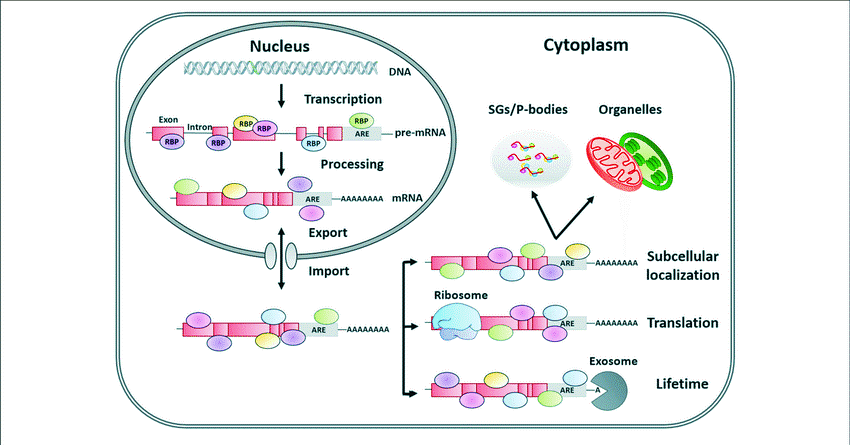 Nucleus
Cytoplasm
DNA
Transcription
SGs/P-bodies
Organelles
Exon
Intron
RBP
RBP
RBP
RBP
RBP
RBP
ARE
pre-mRNA
Processing
ARE
AAAAAAAA
mRNA
Export
Import
ARE
AAAAAAAA
ARE
AAAAAAAA
Subcellular
localization
Ribosome
ARE
AAAAAAAA
Translation
Exosome
ARE
A
Lifetime